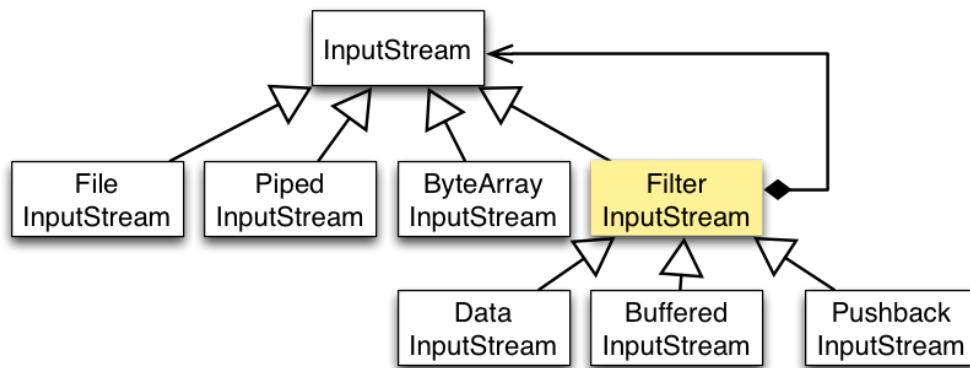 InputStream
File
InputStream
Piped
InputStream
ByteArray
InputStream
Filter
InputStream
Data
InputStream
Buffered
InputStream
Pushback
InputStream